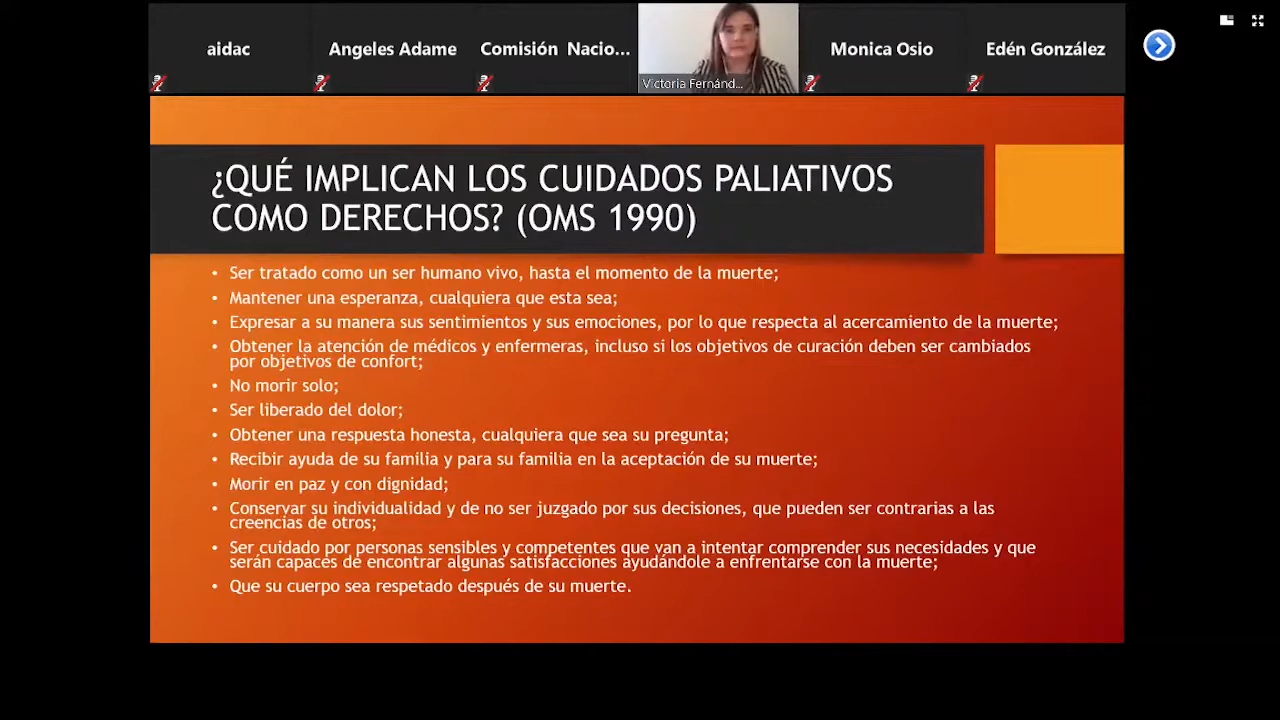 aidac
Angeles Adame
Comisión Nacio...
Victoria Fernánd...
Monica Osio
Edén González
¿QUÉ IMPLICAN LOS CUIDADOS PALIATIVOS
COMO DERECHOS? (OMS 1990)
• Ser tratado como un ser humano vivo, hasta el momento de la muerte;
• Mantener una esperanza, cualquiera que esta sea;
• Expresar a su manera sus sentimientos y sus emociones, por lo que respecta al acercamiento de la muerte;
• Obtener la atención de médicos y enfermeras, incluso si los objetivos de curación deben ser cambiados
por objetivos de confort;
• No morir solo;
• Ser liberado del dolor;
• Obtener una respuesta honesta, cualquiera que sea su pregunta;
• Recibir ayuda de su familia y para su familia en la aceptación de su muerte;
• Morir en paz y con dignidad;
• Conservar su individualidad y de no ser juzgado por sus decisiones, que pueden ser contrarias a las
creencias de otros;
• Ser cuidado por personas sensibles y competentes que van a intentar comprender sus necesidades y que
serán capaces de encontrar algunas satisfacciones ayudándole a enfrentarse con la muerte;
• Que su cuerpo sea respetado después de su muerte.